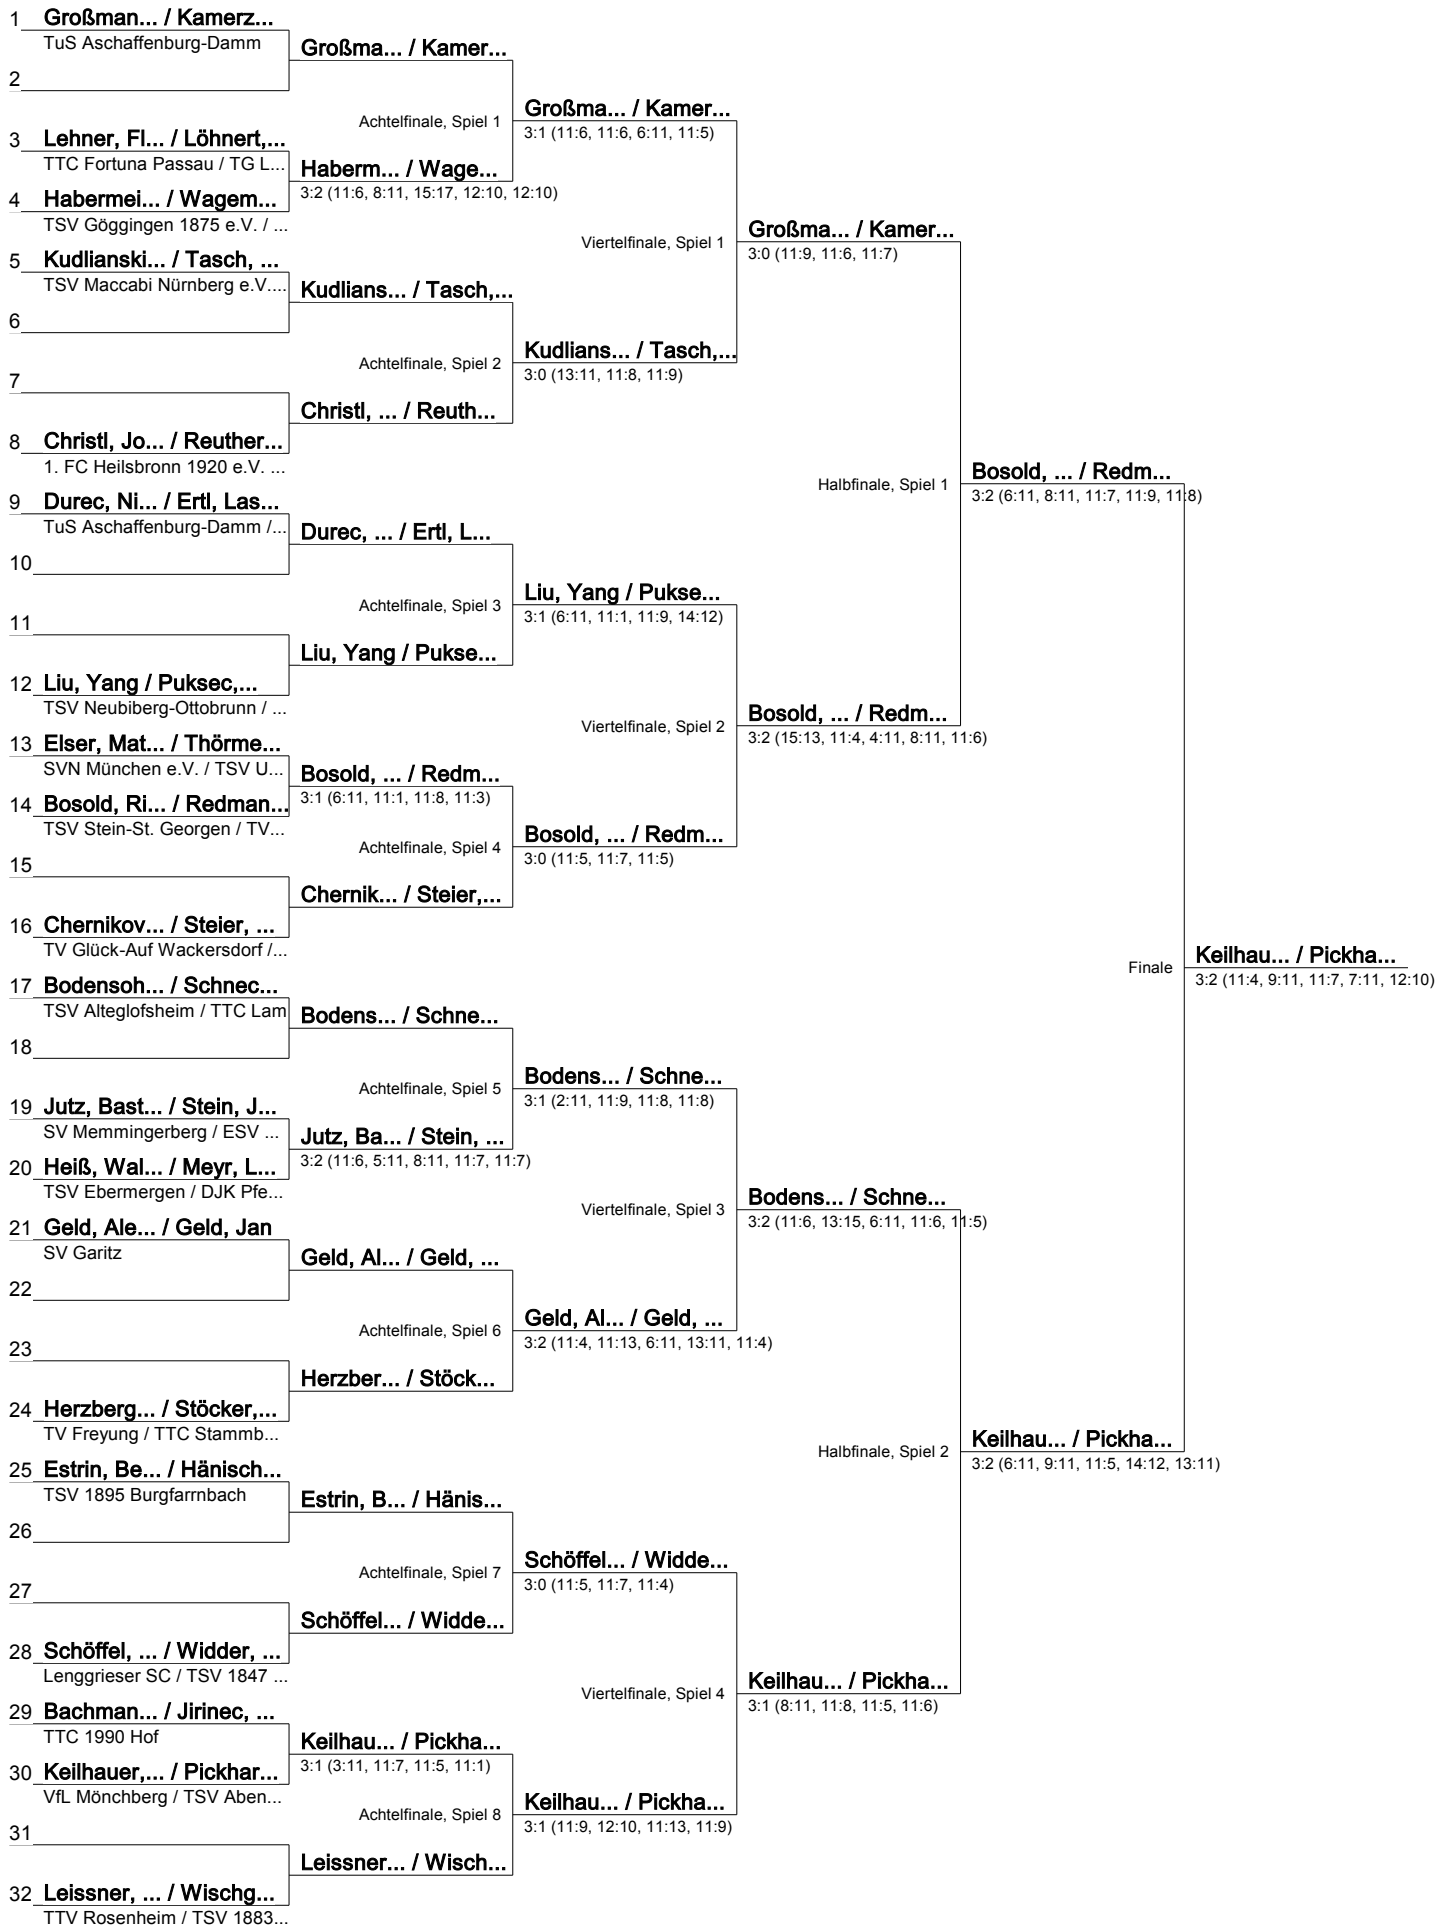 1 Großman... / Kamerz...
TuS Aschaffenburg-Damm
Großma... / Kamer...
2
Achtelfinale, Spiel 1
Großma... / Kamer...
3:1 (11:6, 11:6, 6:11, 11:5)
3 Lehner, Fl... / Löhnert,...
TTC Fortuna Passau / TG L...
Haberm... / Wage...
3:2 (11:6, 8:11, 15:17, 12:10, 12:10)
4 Habermei... / Wagem...
TSV Göggingen 1875 e.V. / ...
Viertelfinale, Spiel 1
Großma... / Kamer...
3:0 (11:9, 11:6, 11:7)
5 Kudlianski... / Tasch, ...
TSV Maccabi Nürnberg e.V....
Kudlians... / Tasch,...
6
Achtelfinale, Spiel 2
Kudlians... / Tasch,...
3:0 (13:11, 11:8, 11:9)
7
Christl, ... / Reuth...
8 Christl, Jo... / Reuther...
1. FC Heilsbronn 1920 e.V. ...
Halbfinale, Spiel 1
Bosold, ... / Redm...
3:2 (6:11, 8:11, 11:7, 11:9, 11:8)
9 Durec, Ni... / Ertl, Las...
TuS Aschaffenburg-Damm /...
Durec, ... / Ertl, L...
10
Achtelfinale, Spiel 3
Liu, Yang / Pukse...
3:1 (6:11, 11:1, 11:9, 14:12)
11
Liu, Yang / Pukse...
12 Liu, Yang / Puksec,...
TSV Neubiberg-Ottobrunn / ...
Viertelfinale, Spiel 2
Bosold, ... / Redm...
3:2 (15:13, 11:4, 4:11, 8:11, 11:6)
13 Elser, Mat... / Thörme...
SVN München e.V. / TSV U...
Bosold, ... / Redm...
3:1 (6:11, 11:1, 11:8, 11:3)
14 Bosold, Ri... / Redman...
TSV Stein-St. Georgen / TV...
Achtelfinale, Spiel 4
Bosold, ... / Redm...
3:0 (11:5, 11:7, 11:5)
15
Chernik... / Steier,...
16 Chernikov... / Steier, ...
TV Glück-Auf Wackersdorf /...
Finale
Keilhau... / Pickha...
3:2 (11:4, 9:11, 11:7, 7:11, 12:10)
17 Bodensoh... / Schnec...
TSV Alteglofsheim / TTC Lam
Bodens... / Schne...
18
Achtelfinale, Spiel 5
Bodens... / Schne...
3:1 (2:11, 11:9, 11:8, 11:8)
19 Jutz, Bast... / Stein, J...
SV Memmingerberg / ESV ...
Jutz, Ba... / Stein, ...
3:2 (11:6, 5:11, 8:11, 11:7, 11:7)
20 Heiß, Wal... / Meyr, L...
TSV Ebermergen / DJK Pfe...
Viertelfinale, Spiel 3
Bodens... / Schne...
3:2 (11:6, 13:15, 6:11, 11:6, 11:5)
21 Geld, Ale... / Geld, Jan
SV Garitz
Geld, Al... / Geld, ...
22
Achtelfinale, Spiel 6
Geld, Al... / Geld, ...
3:2 (11:4, 11:13, 6:11, 13:11, 11:4)
23
Herzber... / Stöck...
24 Herzberg... / Stöcker,...
TV Freyung / TTC Stammb...
Halbfinale, Spiel 2
Keilhau... / Pickha...
3:2 (6:11, 9:11, 11:5, 14:12, 13:11)
25 Estrin, Be... / Hänisch...
TSV 1895 Burgfarrnbach
Estrin, B... / Hänis...
26
Achtelfinale, Spiel 7
Schöffel... / Widde...
3:0 (11:5, 11:7, 11:4)
27
Schöffel... / Widde...
28 Schöffel, ... / Widder, ...
Lenggrieser SC / TSV 1847 ...
Viertelfinale, Spiel 4
Keilhau... / Pickha...
3:1 (8:11, 11:8, 11:5, 11:6)
29 Bachman... / Jirinec, ...
TTC 1990 Hof
Keilhau... / Pickha...
3:1 (3:11, 11:7, 11:5, 11:1)
30 Keilhauer,... / Pickhar...
VfL Mönchberg / TSV Aben...
Achtelfinale, Spiel 8
Keilhau... / Pickha...
3:1 (11:9, 12:10, 11:13, 11:9)
31
Leissner... / Wisch...
32 Leissner, ... / Wischg...
TTV Rosenheim / TSV 1883...